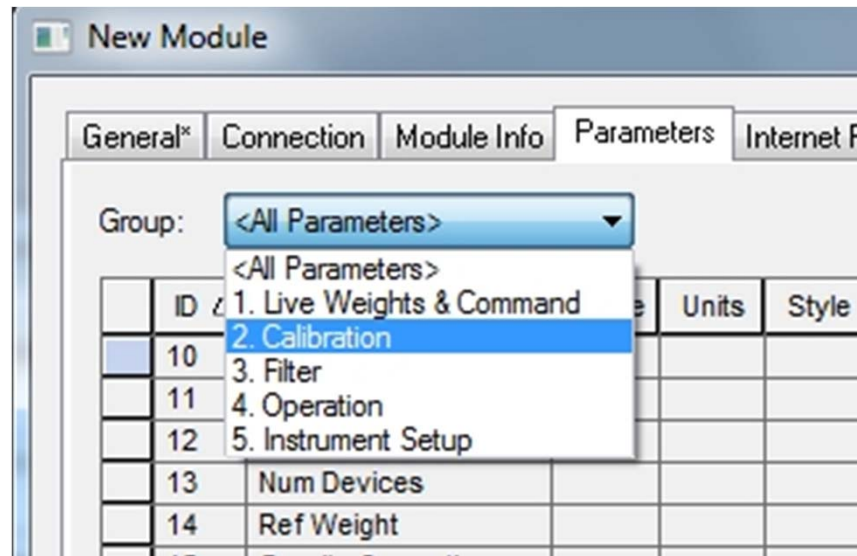 New Module
General* Connection Module Info Parameters Internet
Group: <All Parameters>
<All Parameters>
1. Live Weights & Command
2. Calibration
3. Filter
4. Operation
5. Instrument Setup
ID Units Style
10
11
12
13 Num Devices
14 Ref Weight